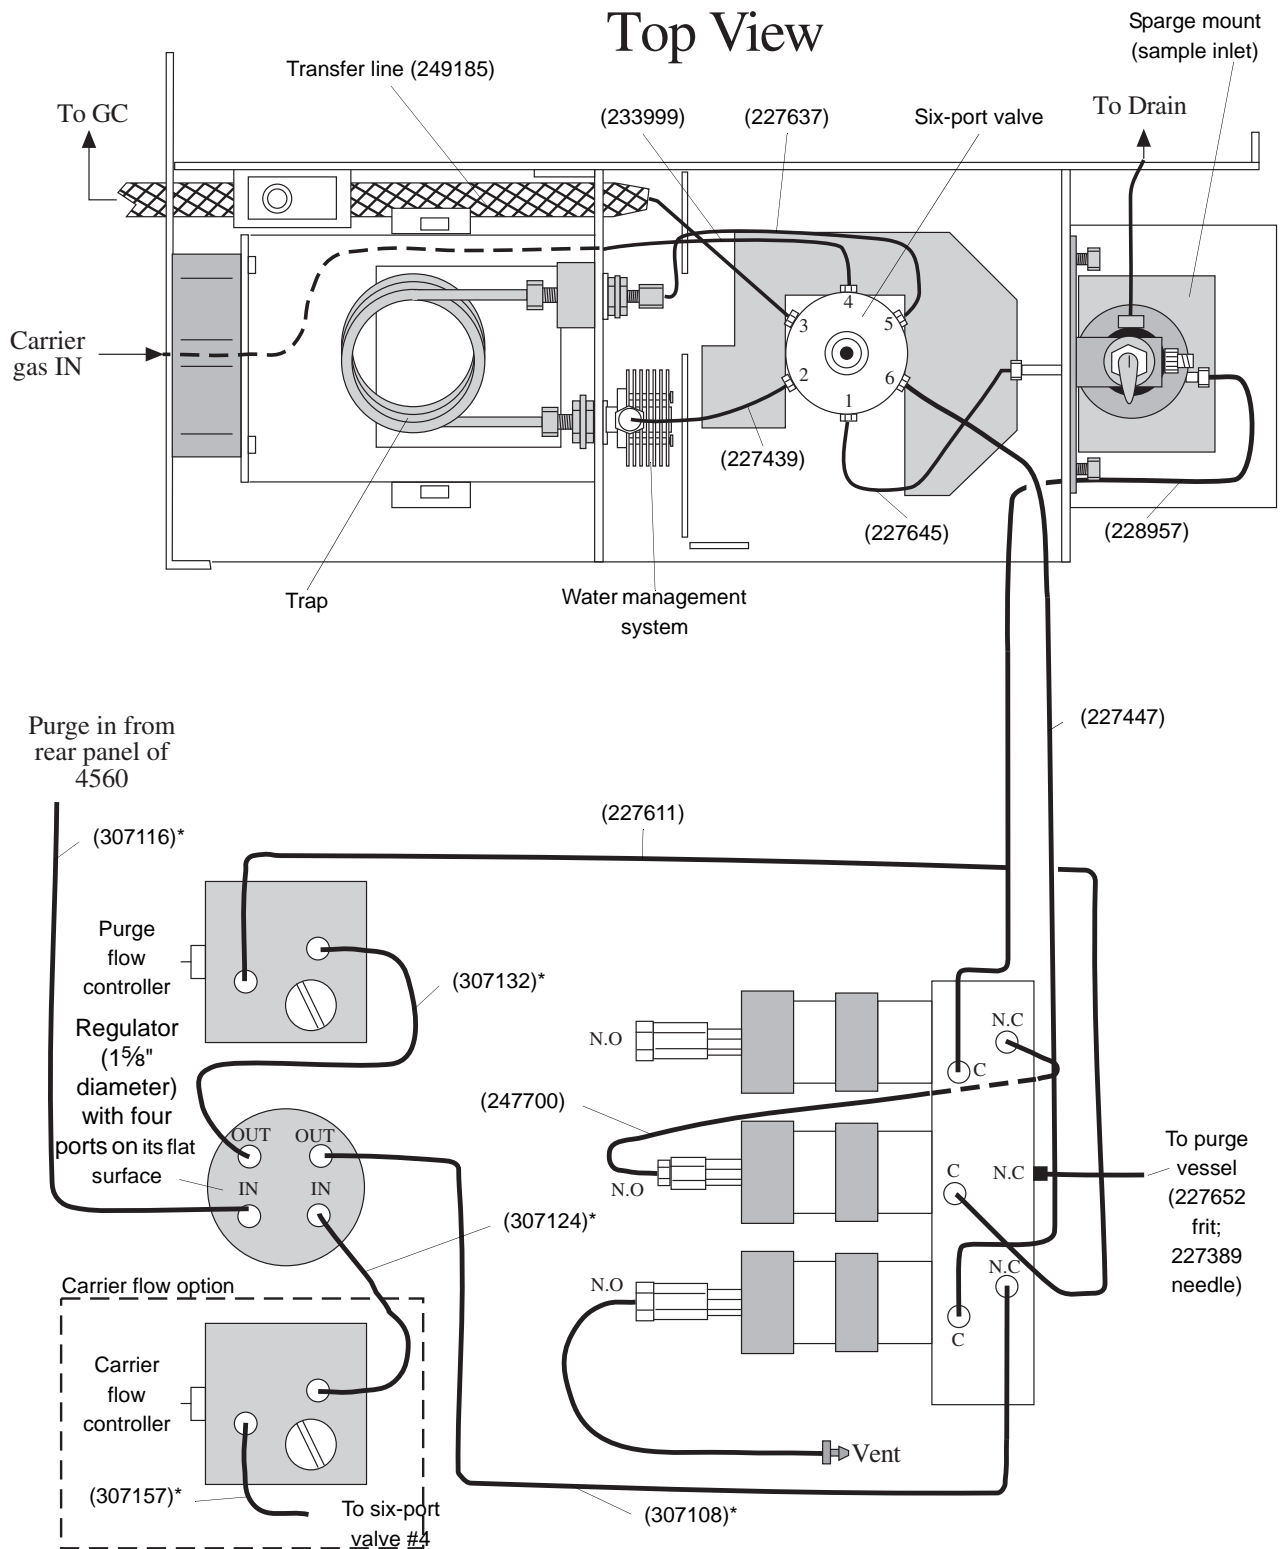 Top View
Sparge mount
(sample inlet)
Transfer line (249185)
To GC
(233999)
(227637)
Six-port valve
To Drain
Carrier
gas IN
4
3
5
2
6
1
(227439)
(227645)
(228957)
Trap
Water management
system
Purge in from
rear panel of
4560
(227447)
(307116)*
(227611)
Purge
flow
controller
(307132)*
Regulator
(1⅝"
diameter)
with four
ports on its flat
surface
N.O
N.C
C
(247700)
OUT
OUT
IN
IN
N.O
C
N.C
To purge
vessel
(227652
frit;
227389
needle)
(307124)*
Carrier flow option
N.O
N.C
C
Carrier
flow
controller
Vent
(307157)*
To six-port
valve #4
(307108)*